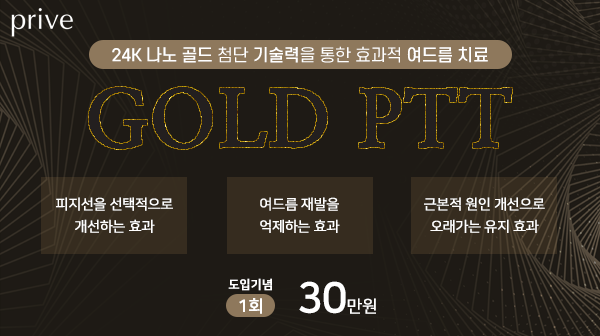 prive
24K 나노 골드 첨단 기술력을 통한 효과적 여드름 치료
GOLD PTT
피지선을 선택적으로
개선하는 효과
여드름 재발을
억제하는 효과
근본적 원인 개선으로
오래가는 유지 효과
도입기념
1회
30만원